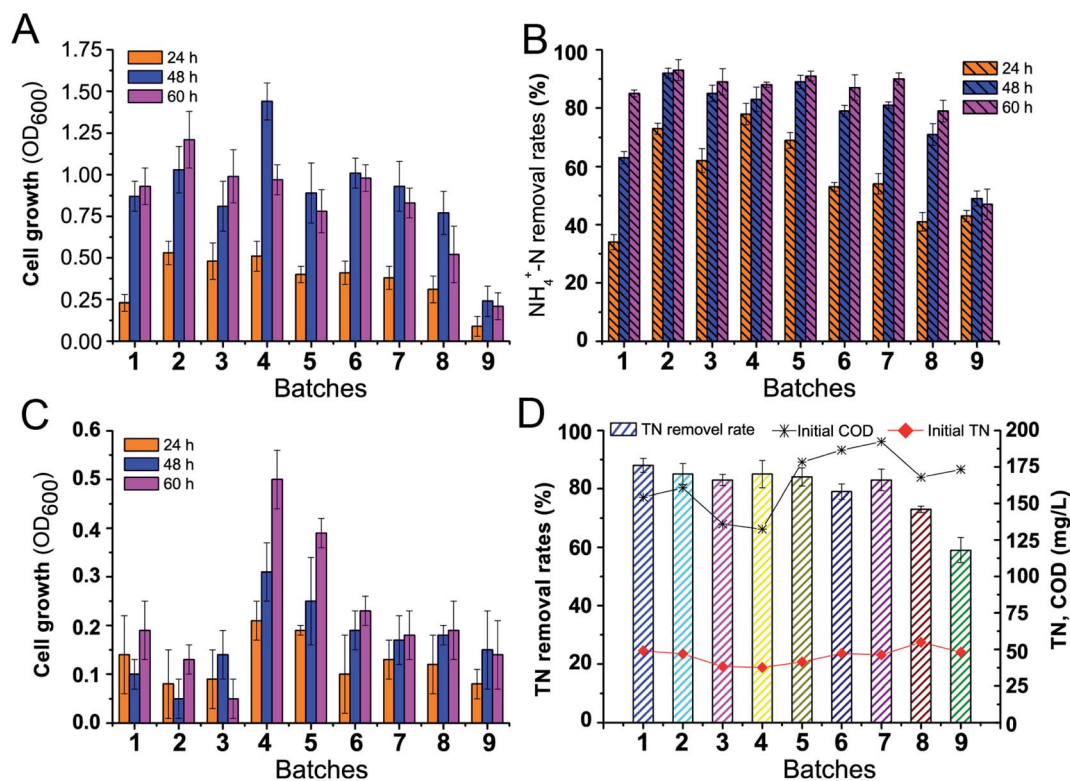 A
Cell growth (OD600)
1.75
1.50
1.25
1.00
0.75
0.50
0.25
0.00
24 h
48 h
60 h
1 2 3 4 5 6 7 8 9
Batches
B
NH4+-N removal rates (%)
100
80
60
40
20
0
24 h
48 h
60 h
1 2 3 4 5 6 7 8 9
Batches
C
Cell growth (OD600)
0.6
0.5
0.4
0.3
0.2
0.1
0.0
24 h
48 h
60 h
1 2 3 4 5 6 7 8 9
Batches
D
TN removal rates (%)
100
80
60
40
20
0
TN removel rate Initial COD Initial TN
200
175
150
125
100
75
50
25
0
TN, COD (mg/L)
1 2 3 4 5 6 7 8 9
Batches